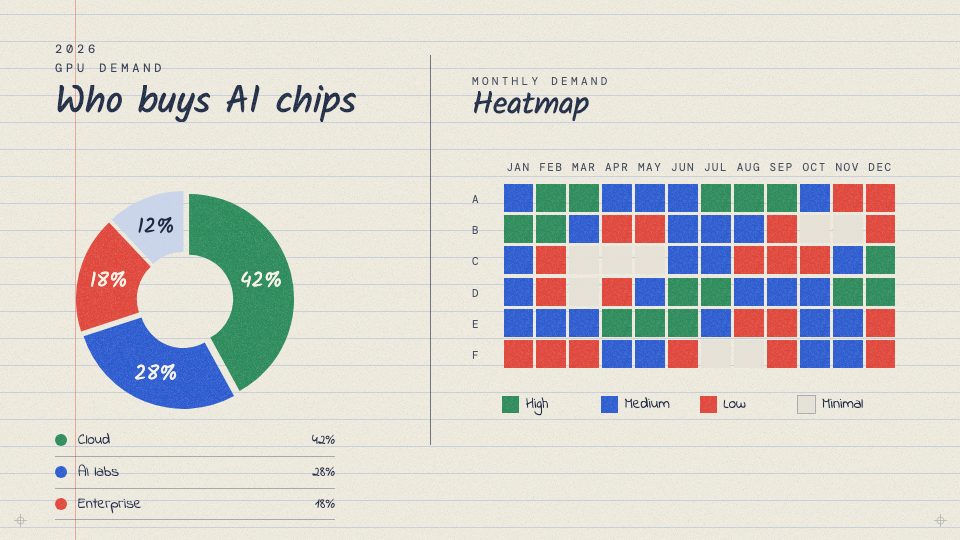 2026
GPU DEMAND
Who buys AI chips
12%
18%
42%
28%
Cloud 42%
AI labs 28%
Enterprise 18%
MONTHLY DEMAND
Heatmap
JAN FEB MAR APR MAY JUN JUL AUG SEP OCT NOV DEC
A
B
C
D
E
F
High Medium Low Minimal